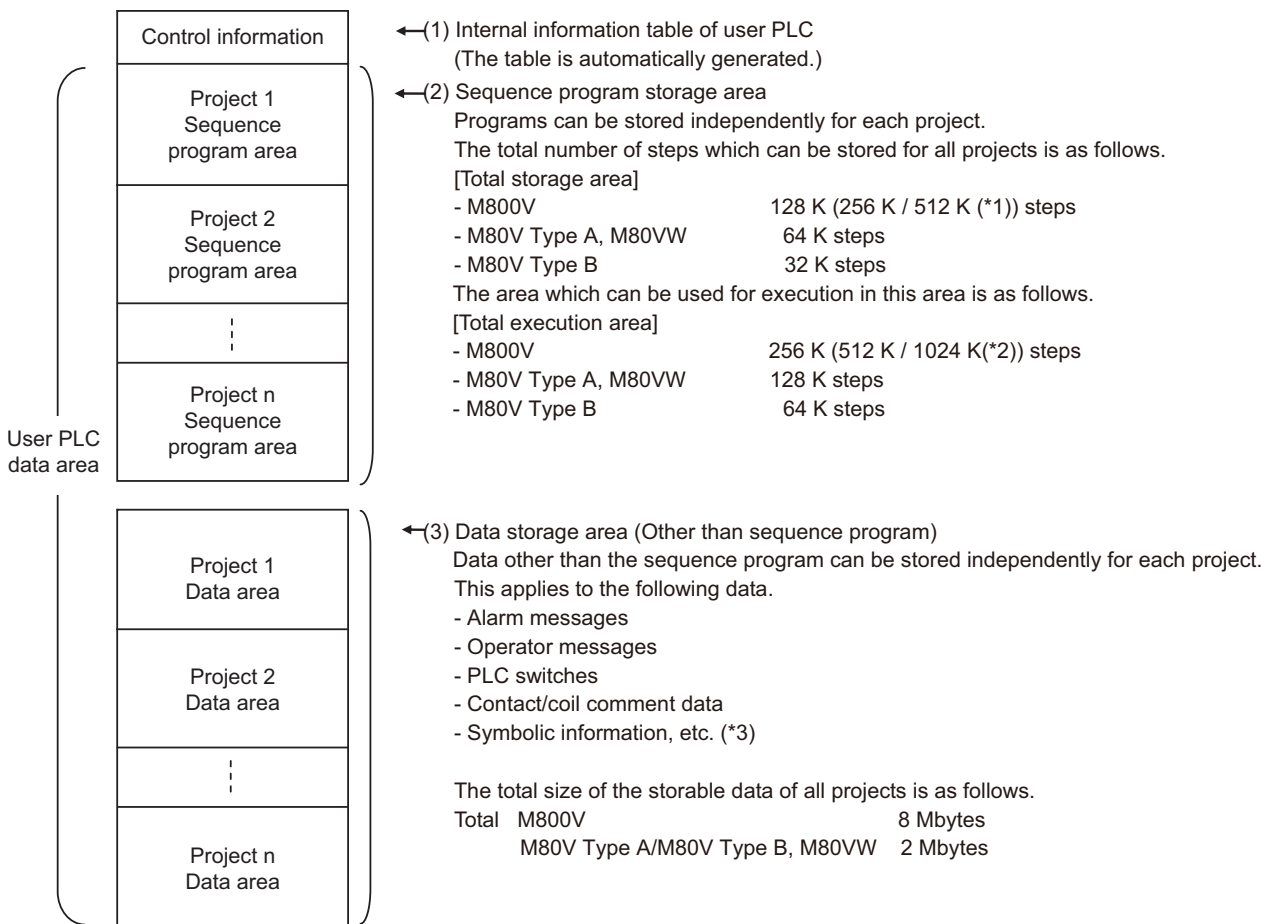 Control information
(1) Internal information table of user PLC
(The table is automatically generated.)
Project 1
Sequence
program area
Project 2
Sequence
program area
Project n
Sequence
program area
User PLC
data area
(2) Sequence program storage area
Programs can be stored independently for each project.
The total number of steps which can be stored for all projects is as follows.
[Total storage area]
- M800V 128 K (256 K / 512 K (*1)) steps
- M80V Type A, M80VW 64 K steps
- M80V Type B 32 K steps
The area which can be used for execution in this area is as follows.
[Total execution area]
- M800V 256 K (512 K / 1024 K(*2)) steps
- M80V Type A, M80VW 128 K steps
- M80V Type B 64 K steps
Project 1
Data area
Project 2
Data area
Project n
Data area
(3) Data storage area (Other than sequence program)
Data other than the sequence program can be stored independently for each project.
This applies to the following data.
- Alarm messages
- Operator messages
- PLC switches
- Contact/coil comment data
- Symbolic information, etc. (*3)
The total size of the storable data of all projects is as follows.
Total M800V 8 Mbytes
M80V Type A/M80V Type B, M80VW 2 Mbytes